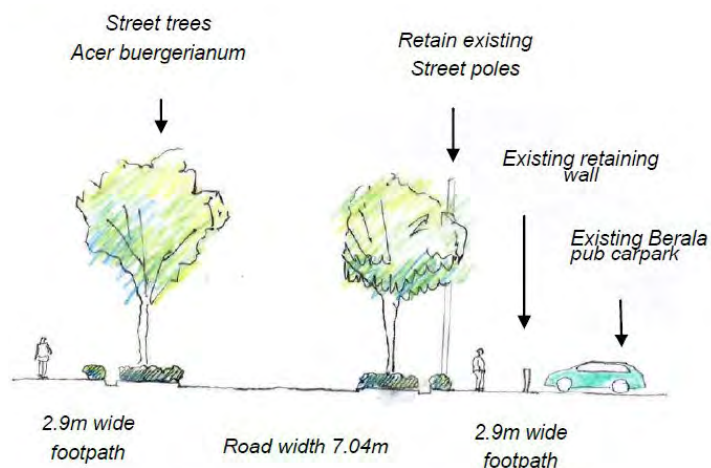 Street trees
Acer buergerianum
Retain existing
Street poles
Existing retaining
wall
Existing Berala
pub carpark
2.9m wide
footpath
Road width 7.04m
2.9m wide
footpath